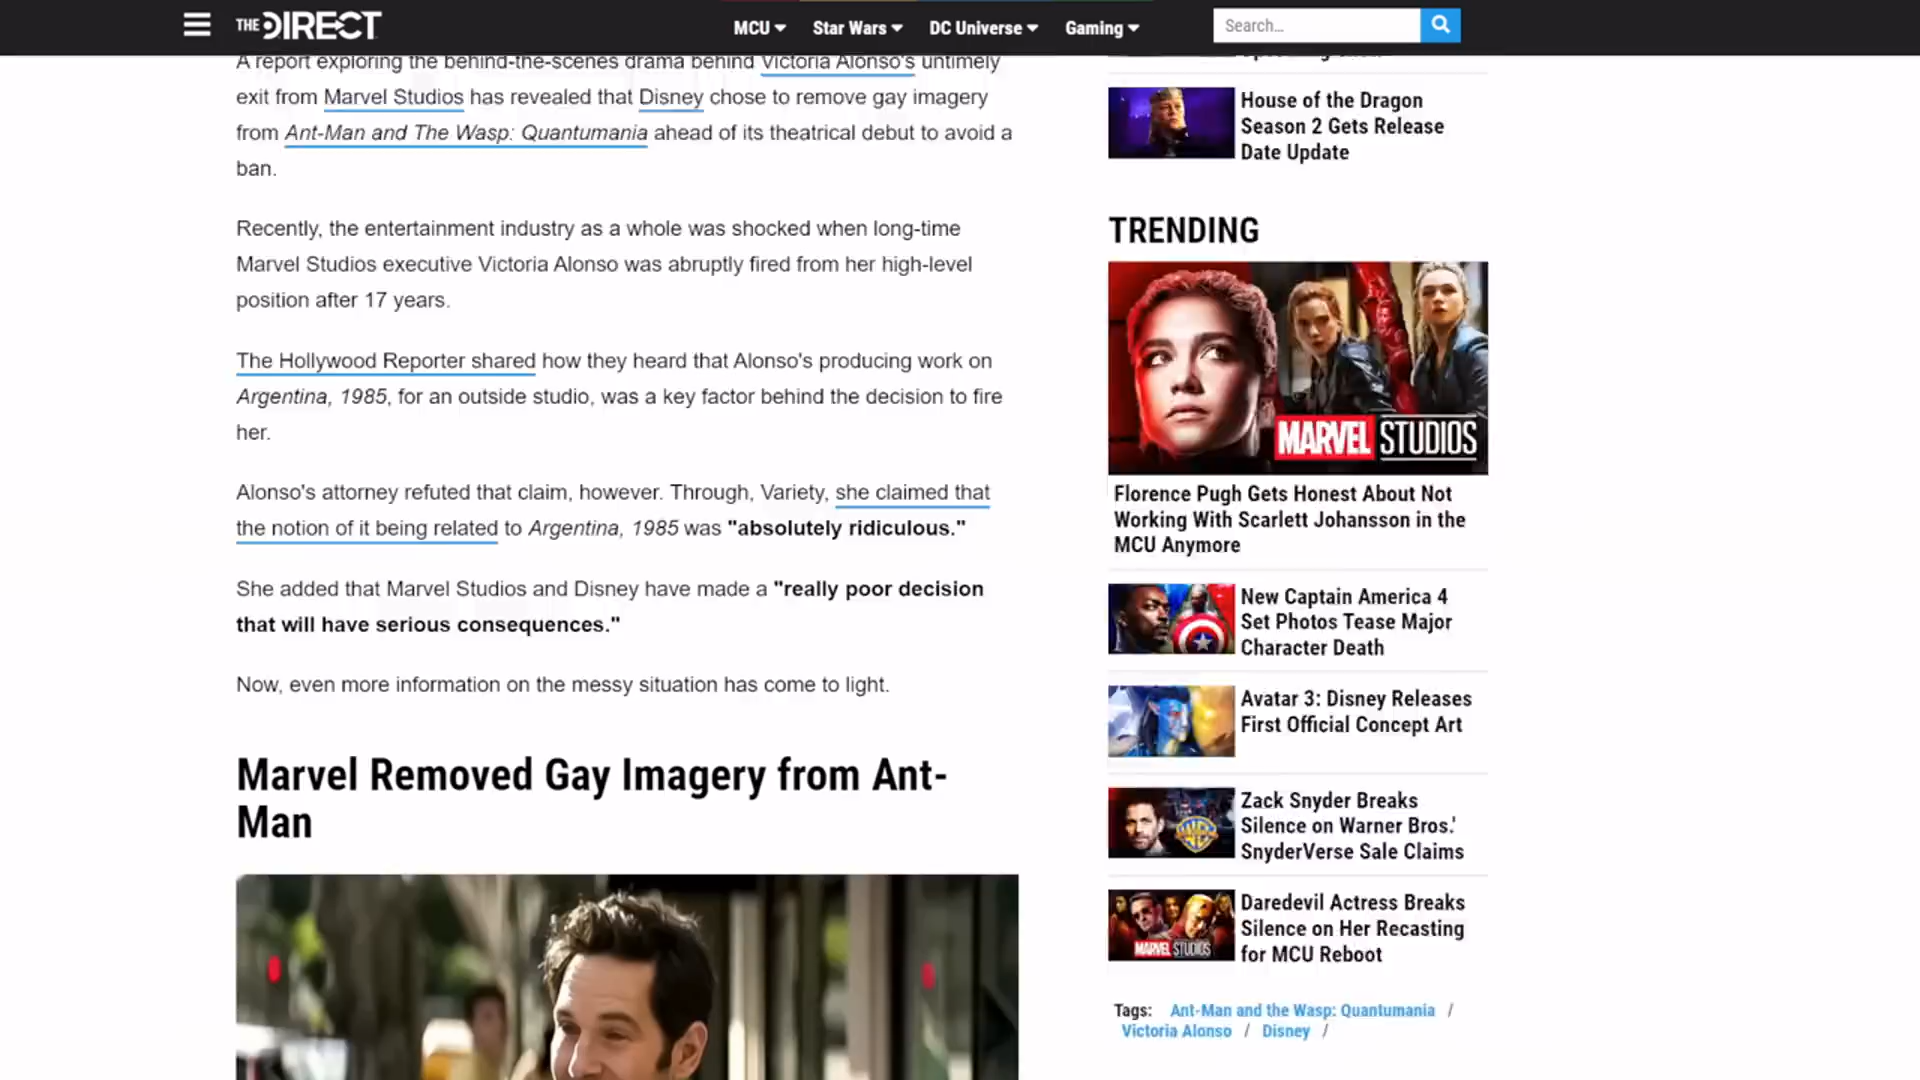 THE DIRECT
MCU
Star Wars
DC Universe
Gaming
Search...
A report exploring the behind-the-scenes drama behind Victoria Alonso's untimely
exit from Marvel Studios has revealed that Disney chose to remove gay imagery
from Ant-Man and The Wasp: Quantumania ahead of its theatrical debut to avoid a
ban.
Recently, the entertainment industry as a whole was shocked when long-time
Marvel Studios executive Victoria Alonso was abruptly fired from her high-level
position after 17 years.
The Hollywood Reporter shared how they heard that Alonso's producing work on
Argentina, 1985, for an outside studio, was a key factor behind the decision to fire
her.
Alonso's attorney refuted that claim, however. Through, Variety, she claimed that
the notion of it being related to Argentina, 1985 was "absolutely ridiculous."
She added that Marvel Studios and Disney have made a "really poor decision
that will have serious consequences."
Now, even more information on the messy situation has come to light.
Marvel Removed Gay Imagery from Ant-
Man
House of the Dragon
Season 2 Gets Release
Date Update
TRENDING
MARVEL STUDIOS
Florence Pugh Gets Honest About Not
Working With Scarlett Johansson in the
MCU Anymore
New Captain America 4
Set Photos Tease Major
Character Death
Avatar 3: Disney Releases
First Official Concept Art
Zack Snyder Breaks
Silence on Warner Bros.'
SnyderVerse Sale Claims
MARVEL STUDIOS
Daredevil Actress Breaks
Silence on Her Recasting
for MCU Reboot
Tags: Ant-Man and the Wasp: Quantumania /
Victoria Alonso / Disney /